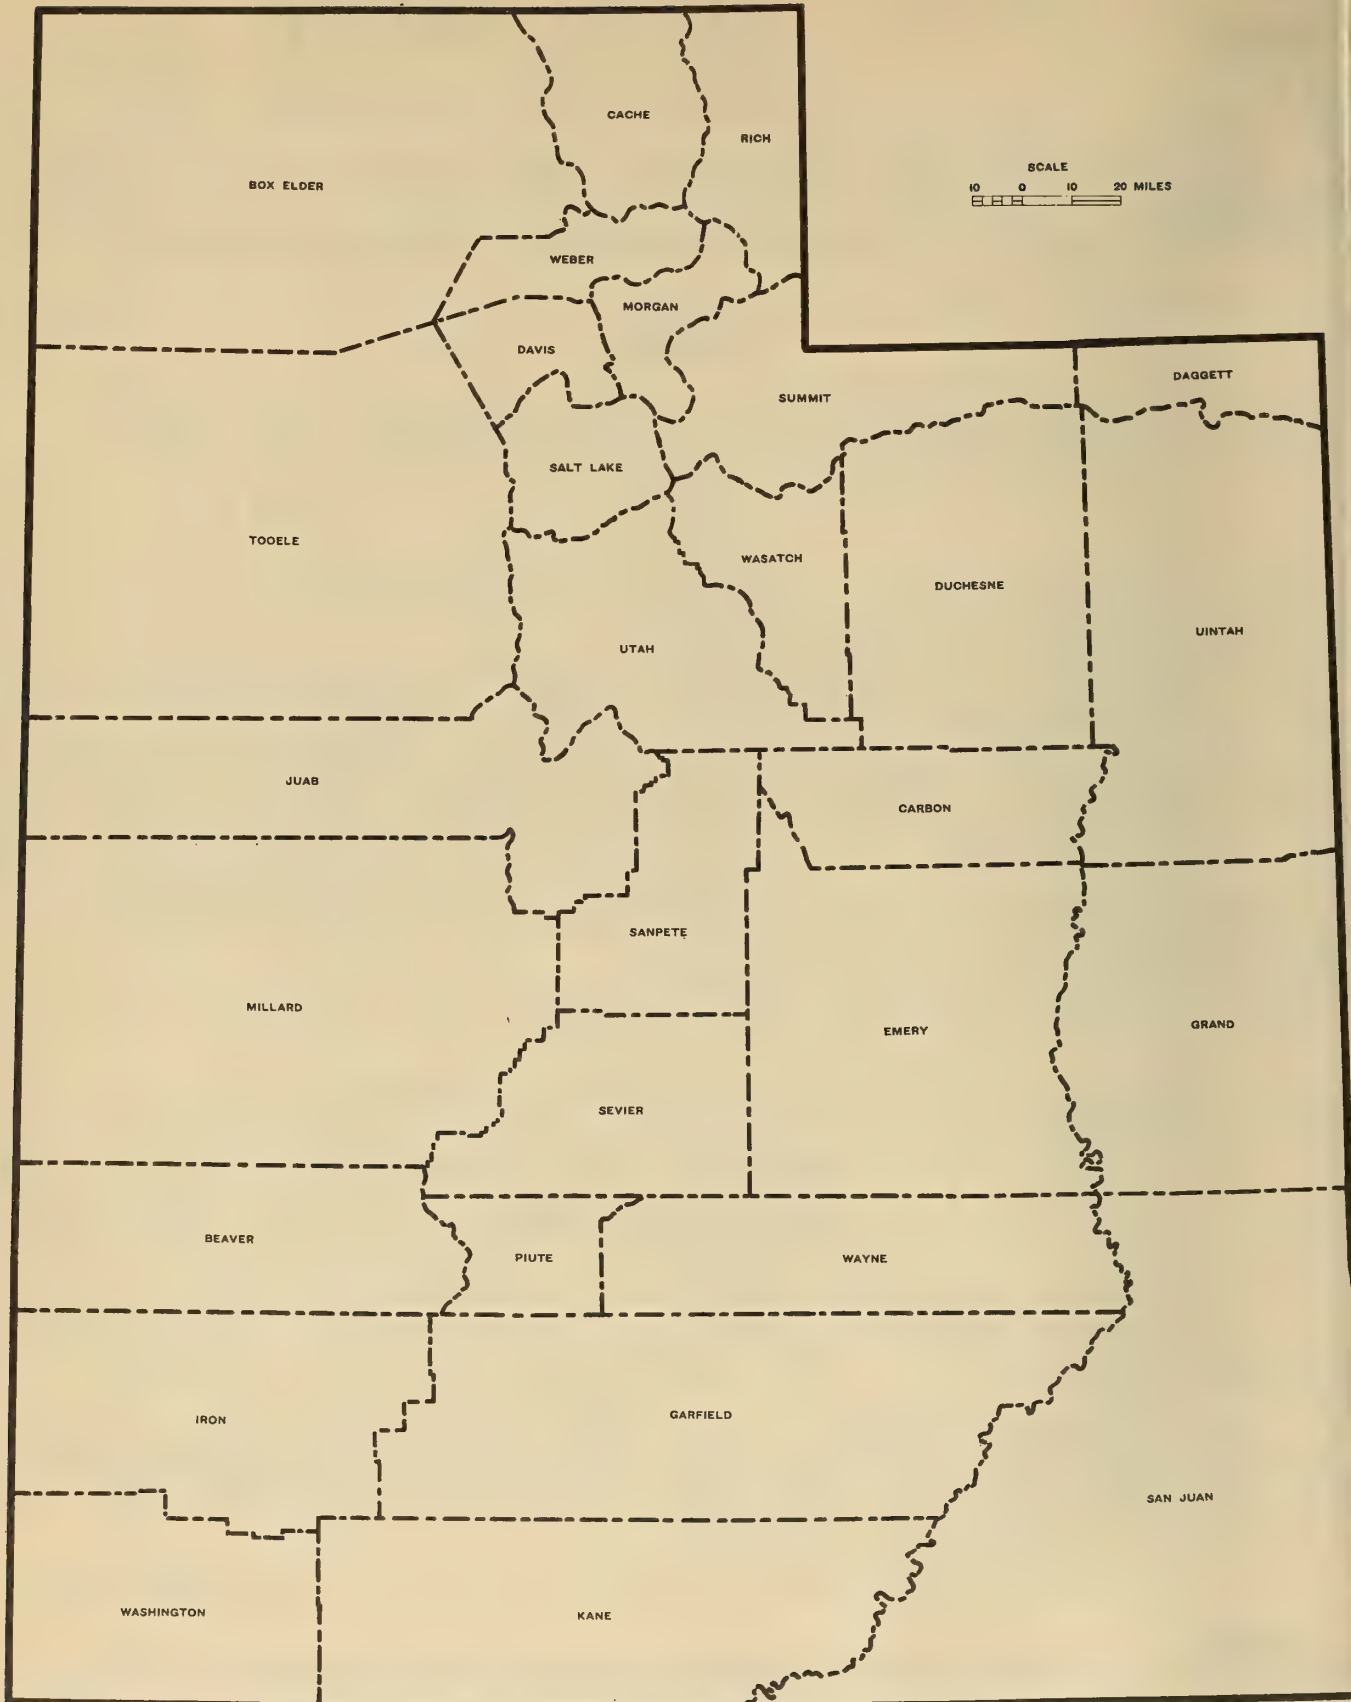 CACHE
RICH
SCALE
10 0 10 20 MILES
BOX ELDER
WEBER
MORGAN
DAVIS
DAGGETT
SUMMIT
SALT LAKE
TOOELE
WASATCH
DUCHESNE
UINTAH
UTAH
JUAB
CARBON
SANPETE
MILLARD
EMERY
GRAND
SEVIER
BEAVER
PIUTE
WAYNE
IRON
GARFIELD
SAN JUAN
WASHINGTON
KANE